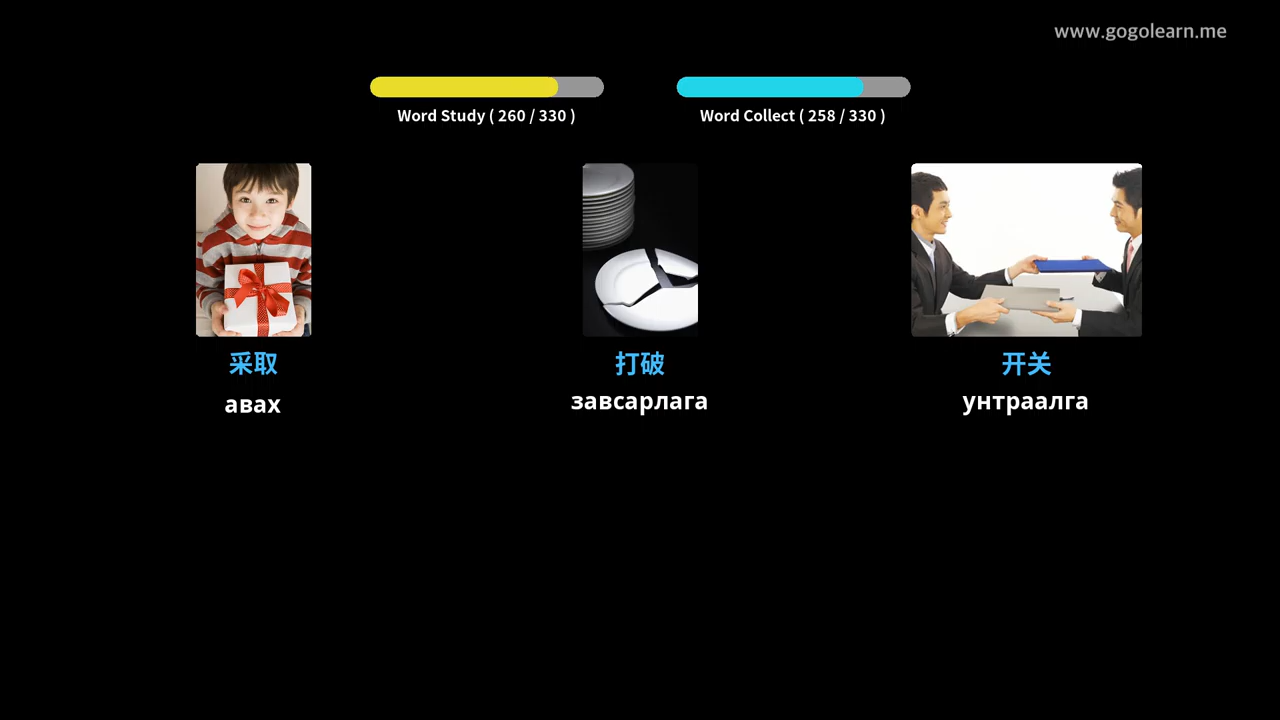 www.gogolearn.me
Word Study ( 260 / 330 )
Word Collect ( 258 / 330 )
采取
打破
开关
авах
завсарлага
унтраалга